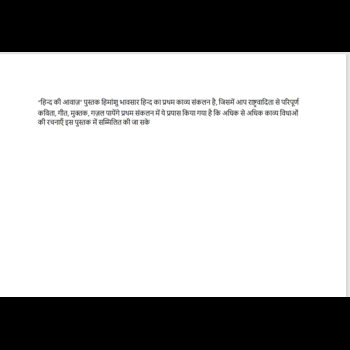 "हिन्द की आवाज़" पुस्तक हिमांशु भावसार हिन्द का प्रथम काव्य संकलन है, जिसमें आप राष्ट्रवादिता से परिपूर्ण
कविता, गीत, मुक्तक, गज़ल पायेंगे प्रथम संकलन में ये प्रयास किया गया है कि अधिक से अधिक काव्य विधाओं
की रचनाएँ इस पुस्तक में सम्मिलित की जा सके